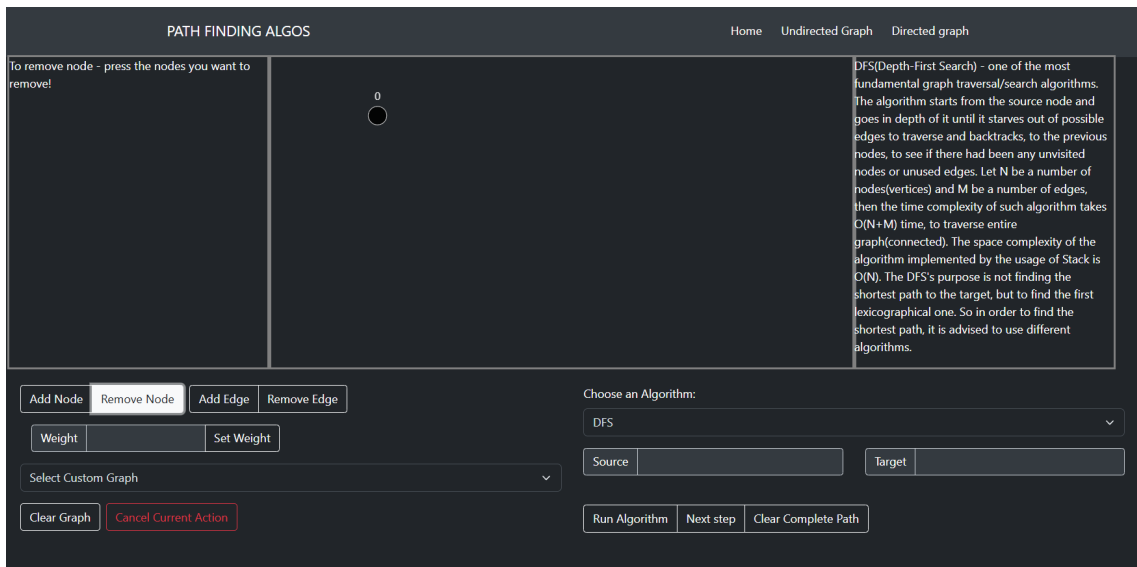 PATH FINDING ALGOS
Home Undirected Graph Directed graph
To remove node - press the nodes you want to
remove!
0
DFS(Depth-First Search) - one of the most
fundamental graph traversal/search algorithms.
The algorithm starts from the source node and
goes in depth of it until it starves out of possible
edges to traverse and backtracks, to the previous
nodes, to see if there had been any unvisited
nodes or unused edges. Let N be a number of
nodes(vertices) and M be a number of edges,
then the time complexity of such algorithm takes
O(N+M) time, to traverse entire
graph(connected). The space complexity of the
algorithm implemented by the usage of Stack is
O(N). The DFS's purpose is not finding the
shortest path to the target, but to find the first
lexicographical one. So in order to find the
shortest path, it is advised to use different
algorithms.
Add Node Remove Node Add Edge Remove Edge
Weight Set Weight
Select Custom Graph
Clear Graph Cancel Current Action
Choose an Algorithm:
DFS
Source Target
Run Algorithm Next step Clear Complete Path